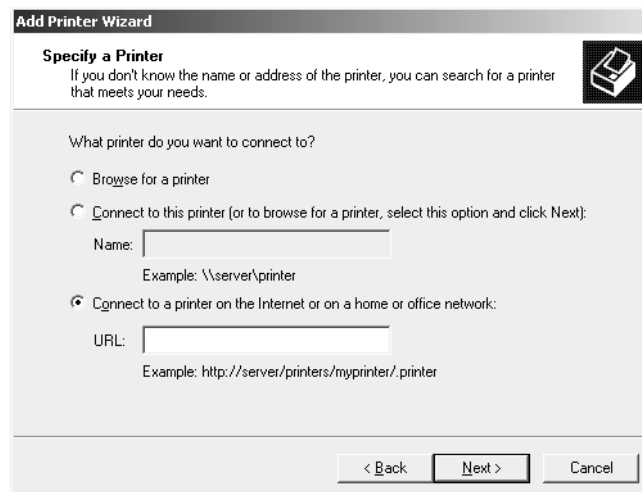 Add Printer Wizard
Specify a Printer
If you don't know the name or address of the printer, you can search for a printer
that meets your needs.
What printer do you want to connect to?
Browse for a printer
Connect to this printer (or to browse for a printer, select this option and click Next):
Name:
Example: \\server\printer
Connect to a printer on the Internet or on a home or office network:
URL:
Example: http://server/printers/myprinter/.printer
< Back Next > Cancel